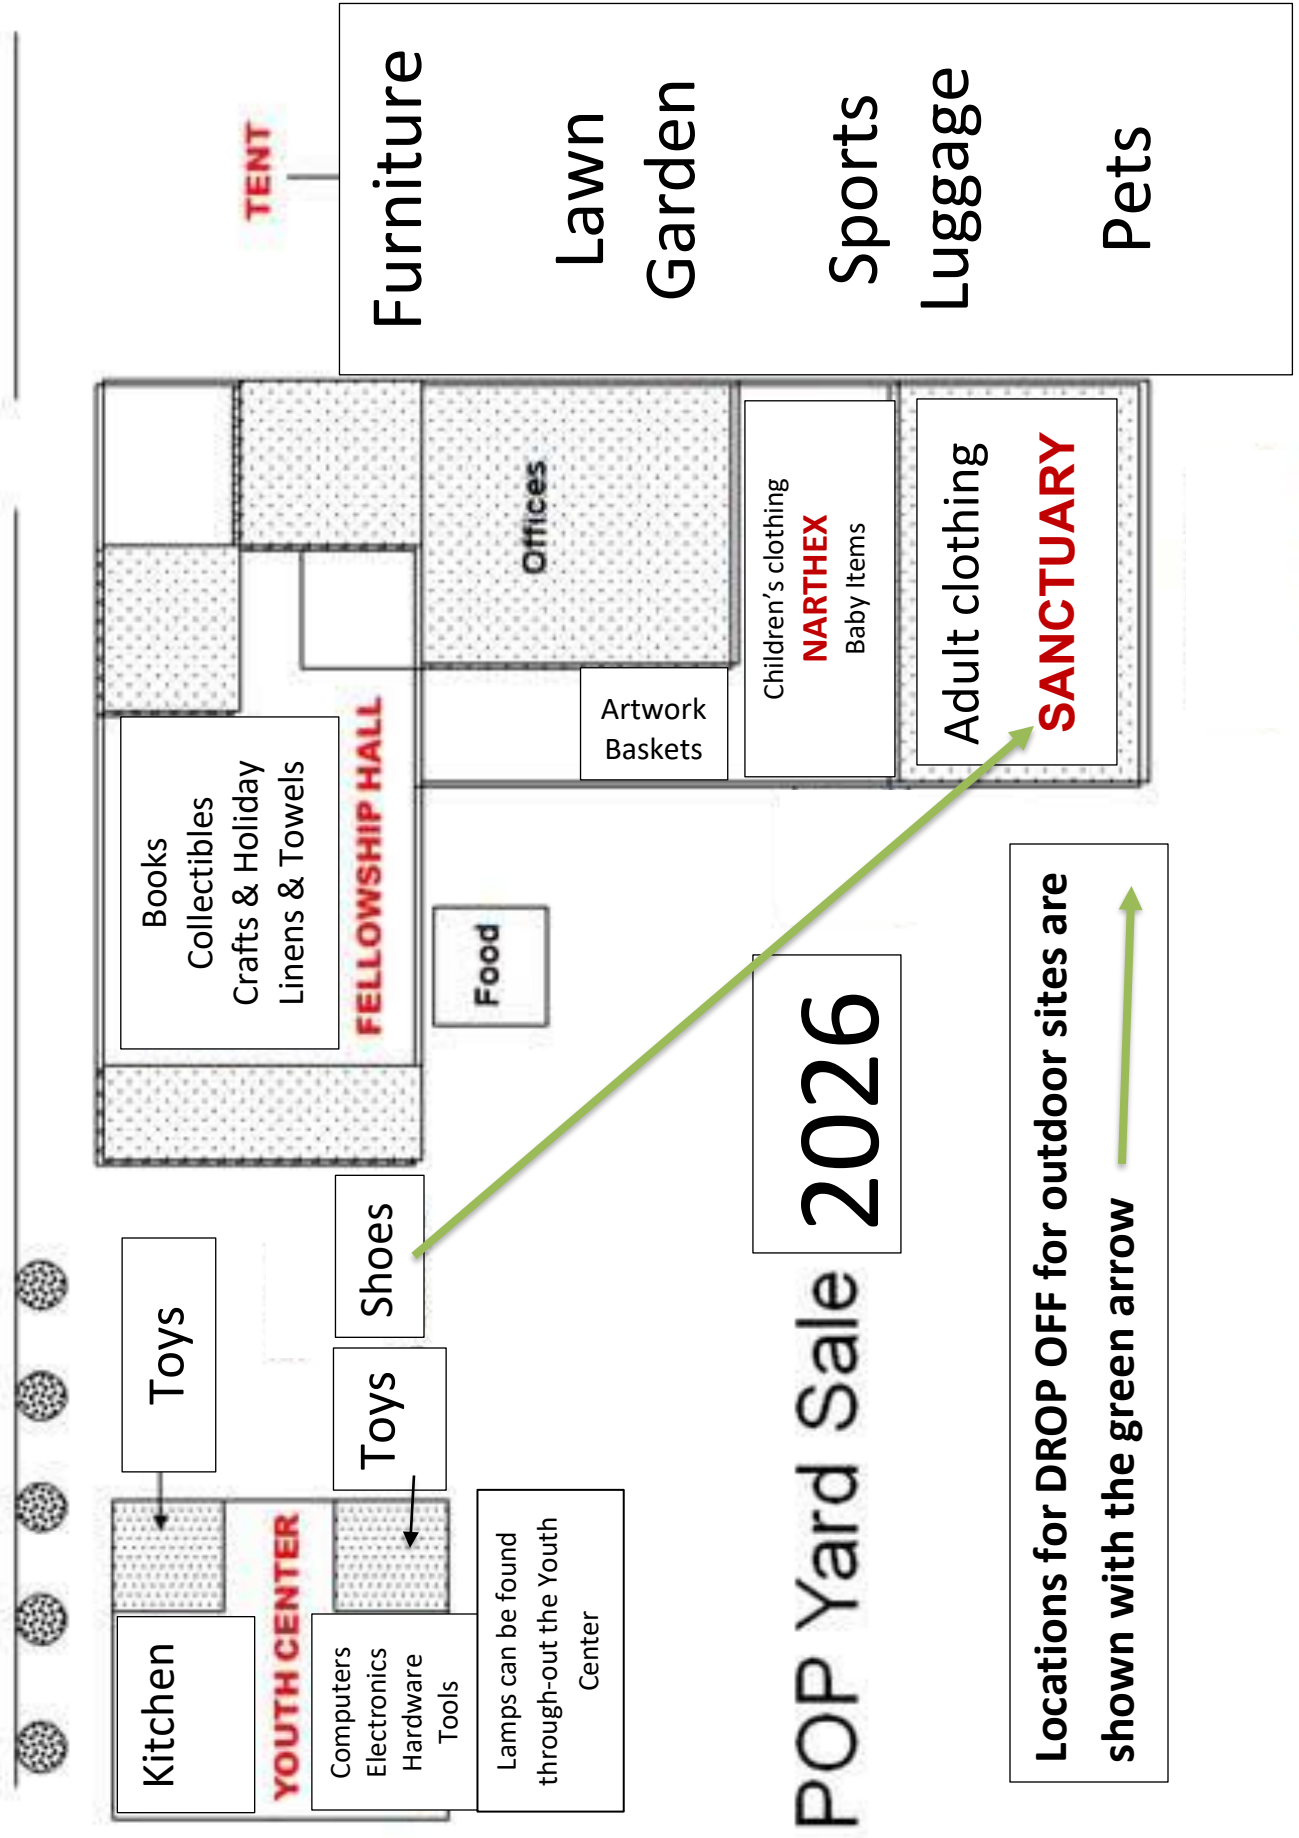 Kitchen
Toys
YOUTH CENTER
Computers
Electronics
Hardware
Tools
Toys
Shoes
Lamps can be found
through-out the Youth
Center
Books
Collectibles
Crafts & Holiday
Linens & Towels
FELLOWSHIP HALL
Food
Offices
Artwork
Baskets
Children’s clothing
NARTHEX
Baby Items
Adult clothing
SANCTUARY
TENT
Furniture
Lawn
Garden
Sports
Luggage
Pets
POP Yard Sale 2026
Locations for DROP OFF for outdoor sites are
shown with the green arrow